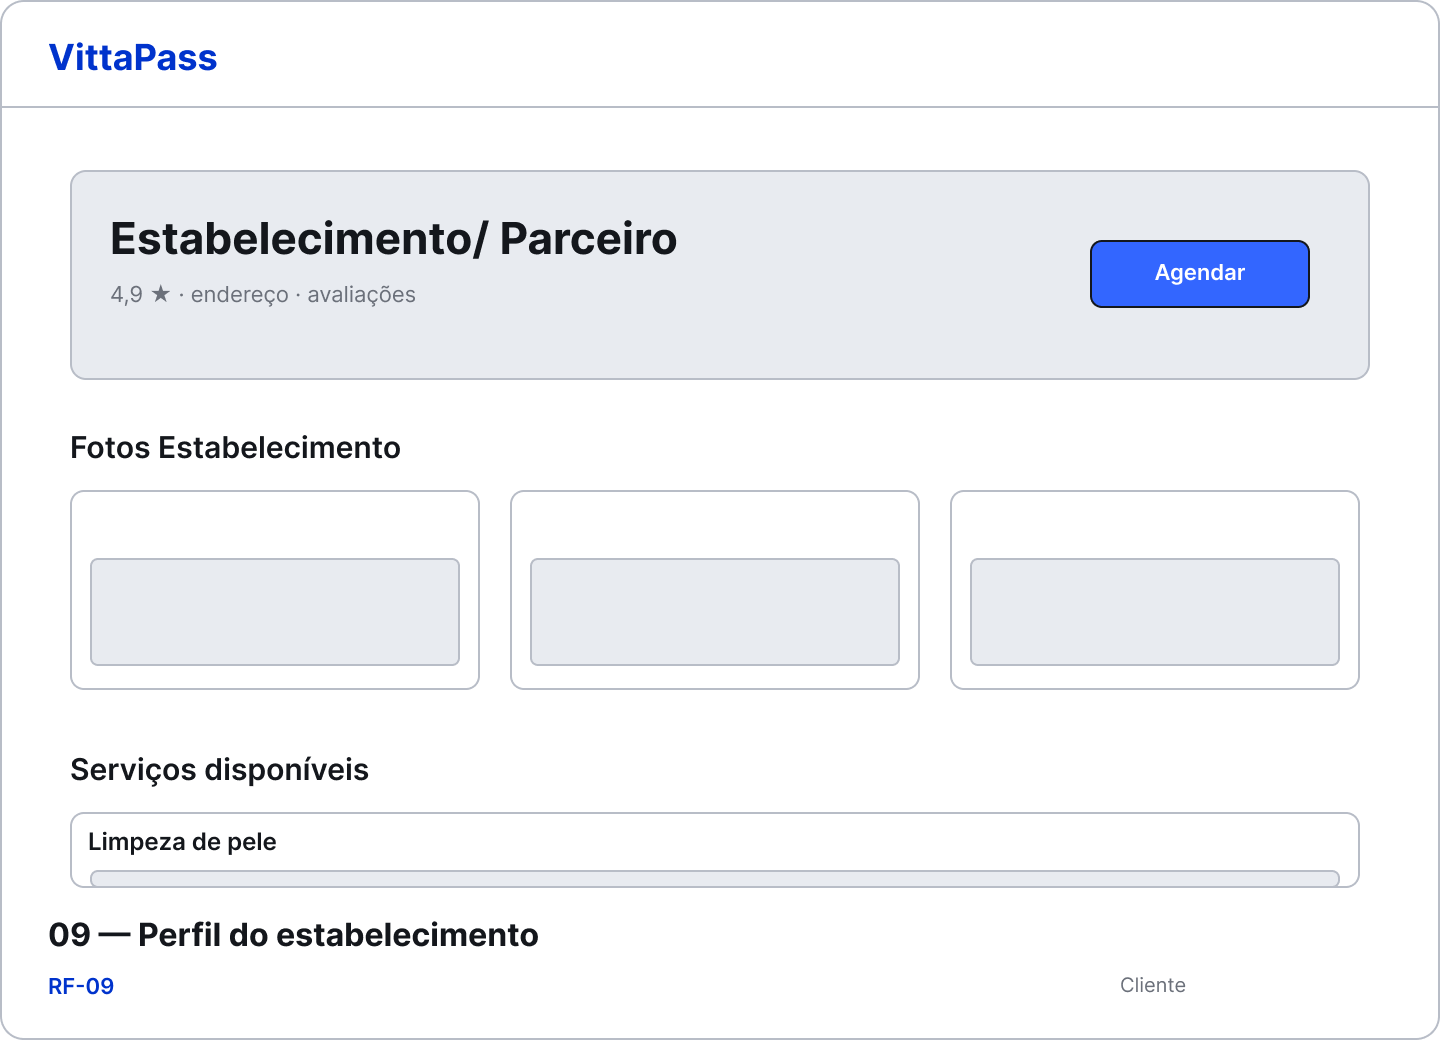 VittaPass
Estabelecimento/ Parceiro
4,9 ★ · endereço · avaliações
Agendar
Fotos Estabelecimento
Serviços disponíveis
Limpeza de pele
09 — Perfil do estabelecimento
RF-09
Cliente